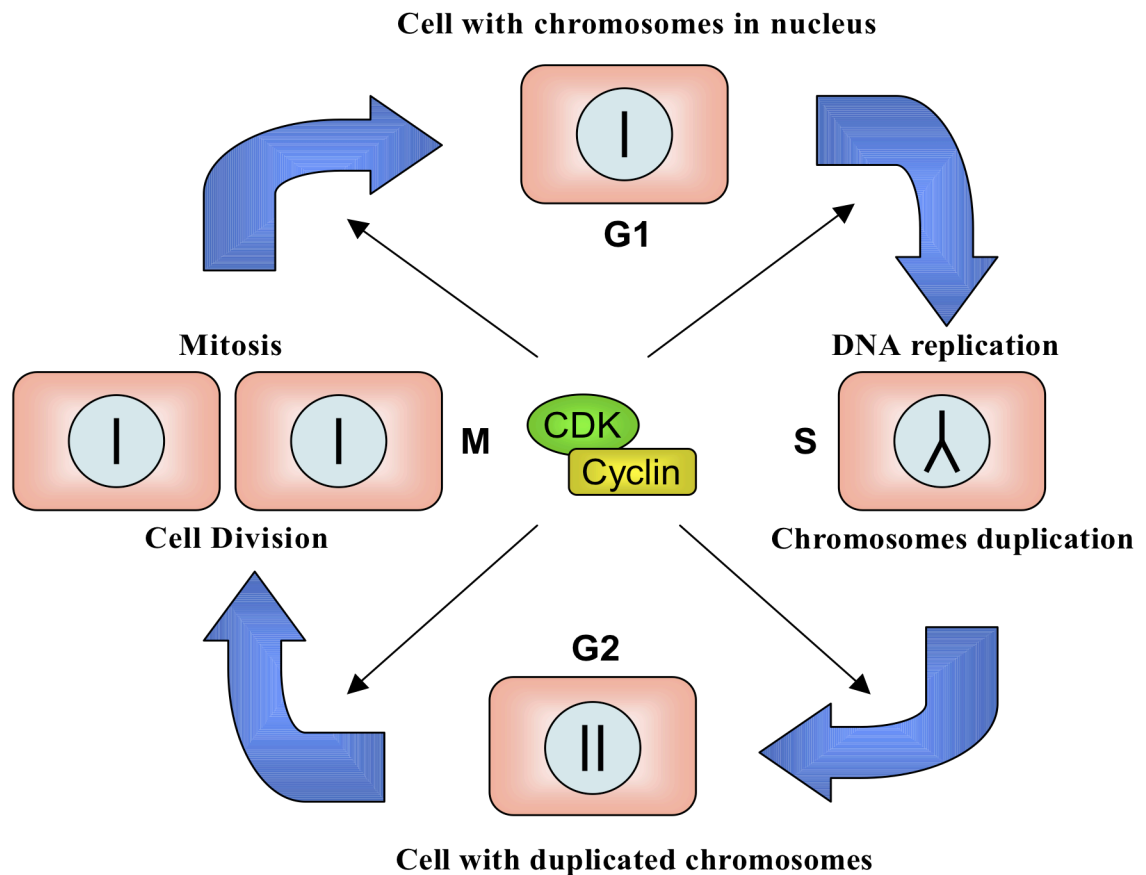 Cell with chromosomes in nucleus
G1
Mitosis
DNA replication
M
CDK
Cyclin
S
Cell Division
Chromosomes duplication
G2
Cell with duplicated chromosomes